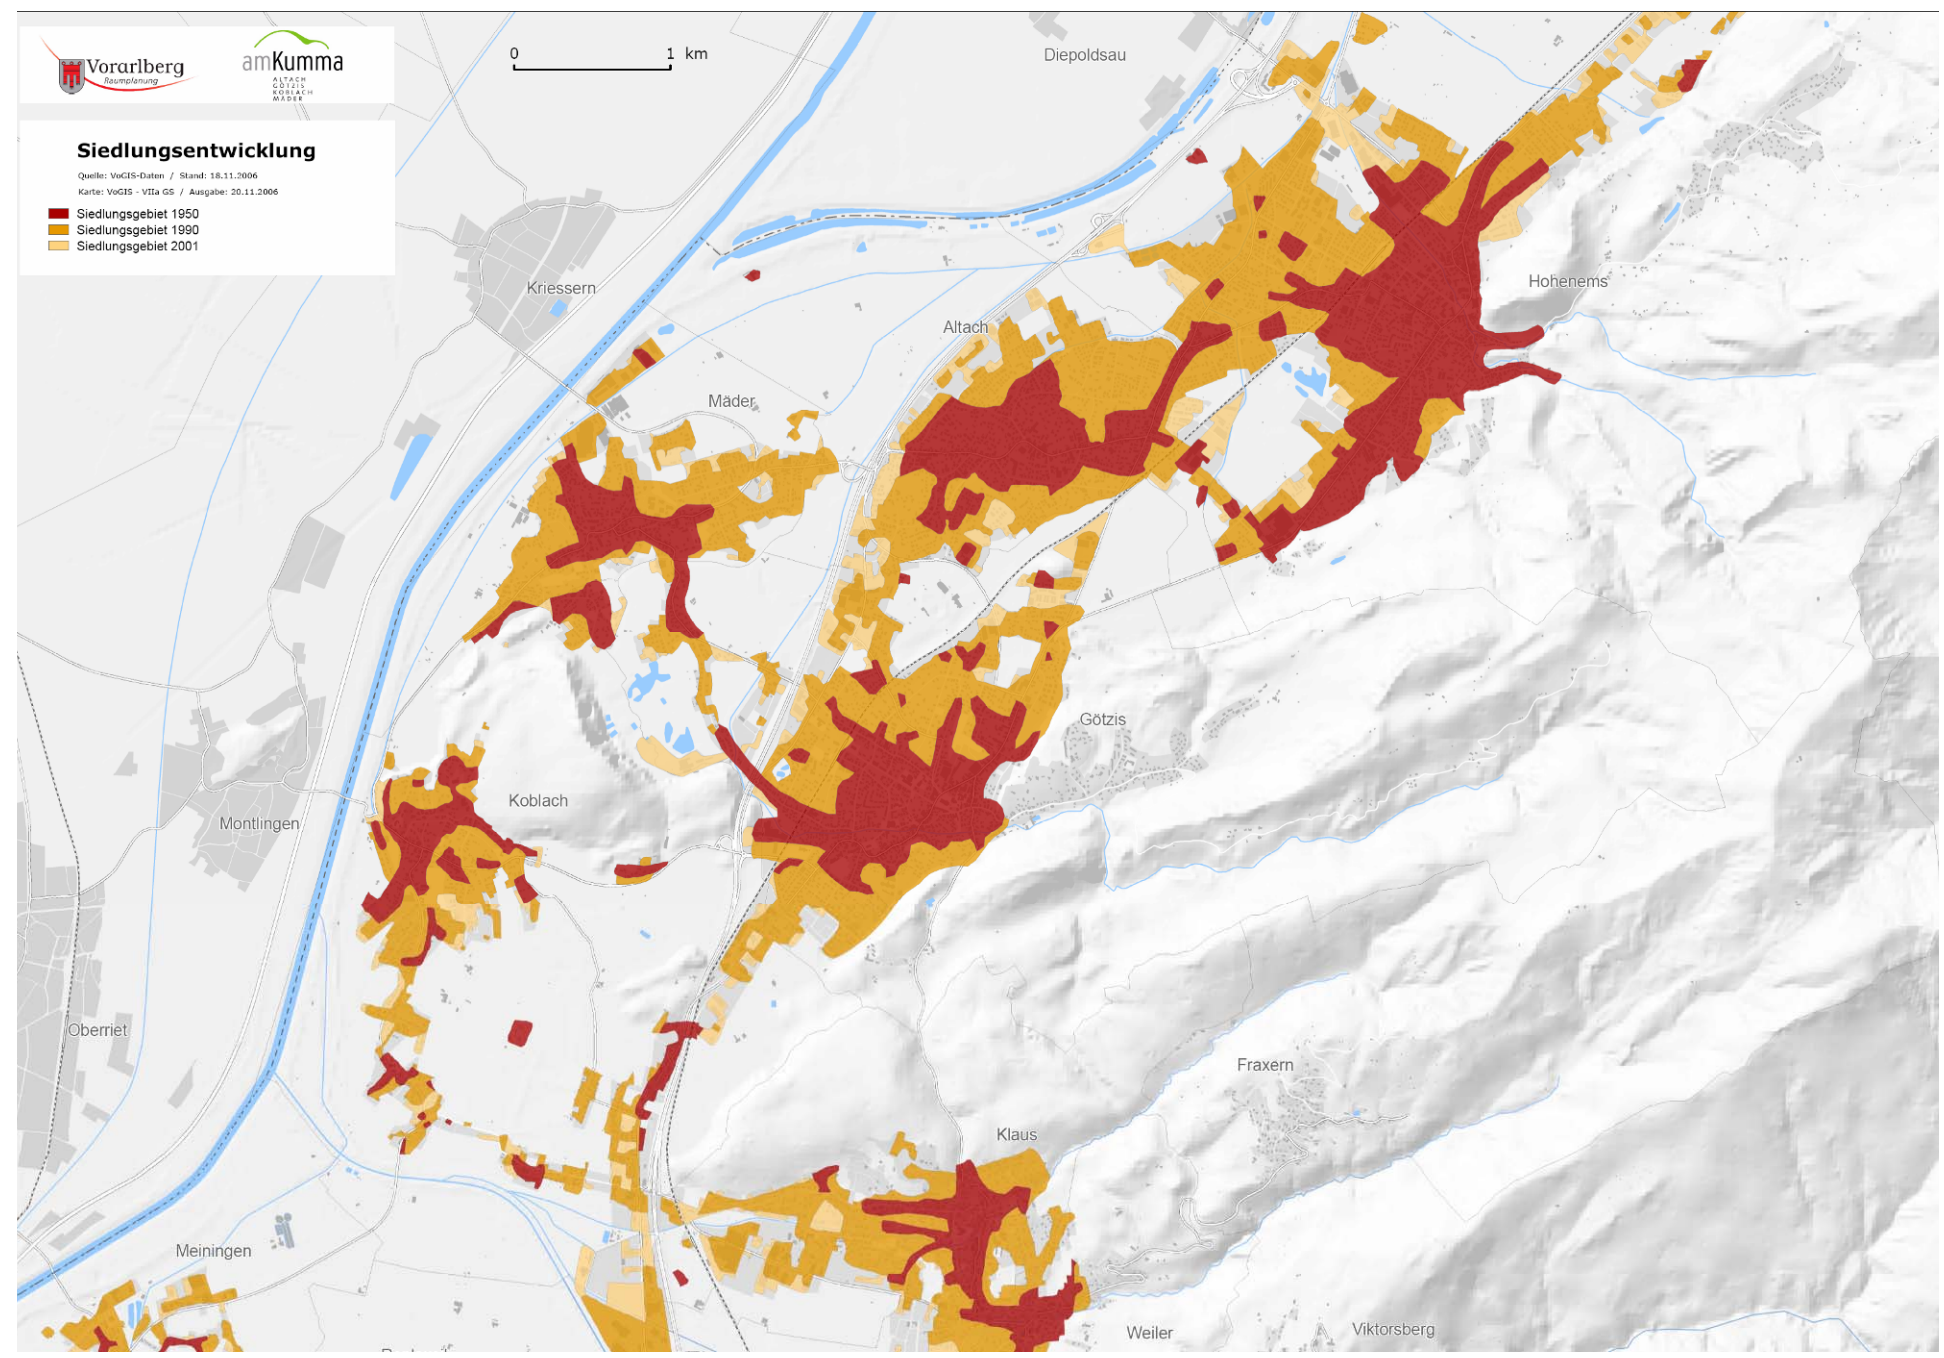 Vorarlberg
Raumplanung
amKumma
ALTACH
GÖTZIS
KOBLACH
MÄDER
0 1 km
Siedlungsentwicklung
Quelle: VoGIS-Daten / Stand: 18.11.2006
Karte: VoGIS - VIIa GS / Ausgabe: 20.11.2006
Siedlungsgebiet 1950
Siedlungsgebiet 1990
Siedlungsgebiet 2001
Diepoldsau
Kriessern
Hohenems
Altach
Mäder
Götzis
Koblach
Montlingen
Oberriet
Fraxern
Klaus
Meiningen
Weiler
Viktorsberg